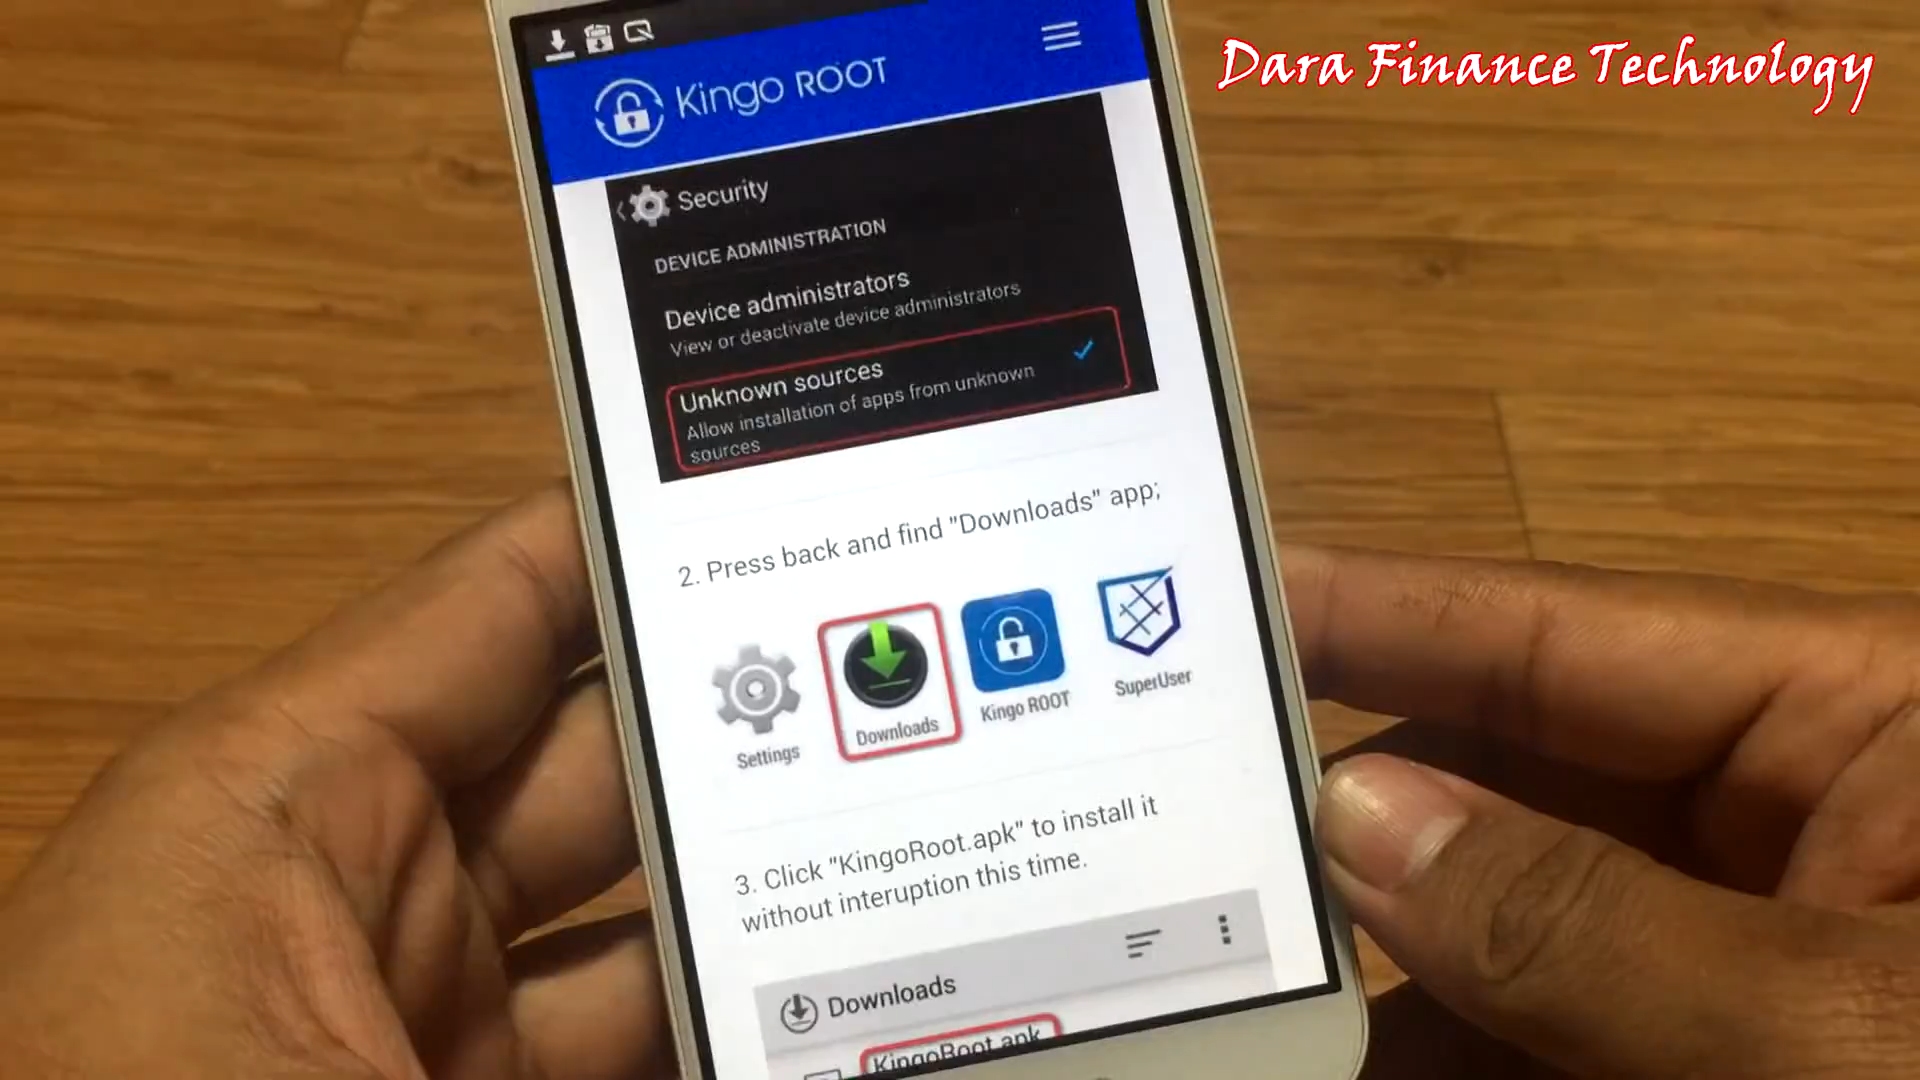 Dara Finance Technology
Kingo ROOT
Security
DEVICE ADMINISTRATION
Device administrators
View or deactivate device administrators
Unknown sources
Allow installation of apps from unknown
sources
2. Press back and find "Downloads" app;
Settings
Downloads
Kingo ROOT
SuperUser
3. Click "KingoRoot.apk" to install it
without interuption this time.
Downloads
KingoRoot.apk